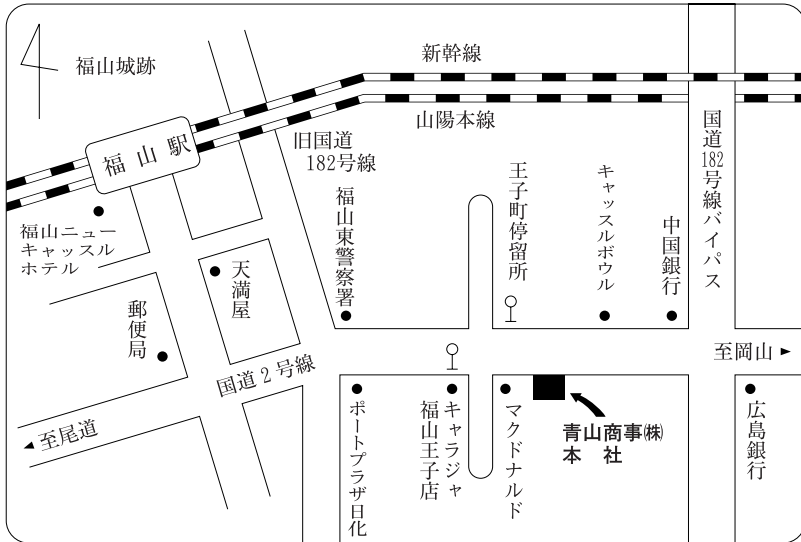 福山城跡
新幹線
山陽本線
福山駅
旧国道
182号線
国道182号線バイパス
福山ニュー
キャッスル
ホテル
天満屋
郵便局
福山東警察署
王子町停留所
キャッスルボウル
中国銀行
国道2号線
至岡山
至尾道
ポートプラザ日化
キャラジャ
福山王子店
マクドナルド
青山商事㈱
本社
広島銀行